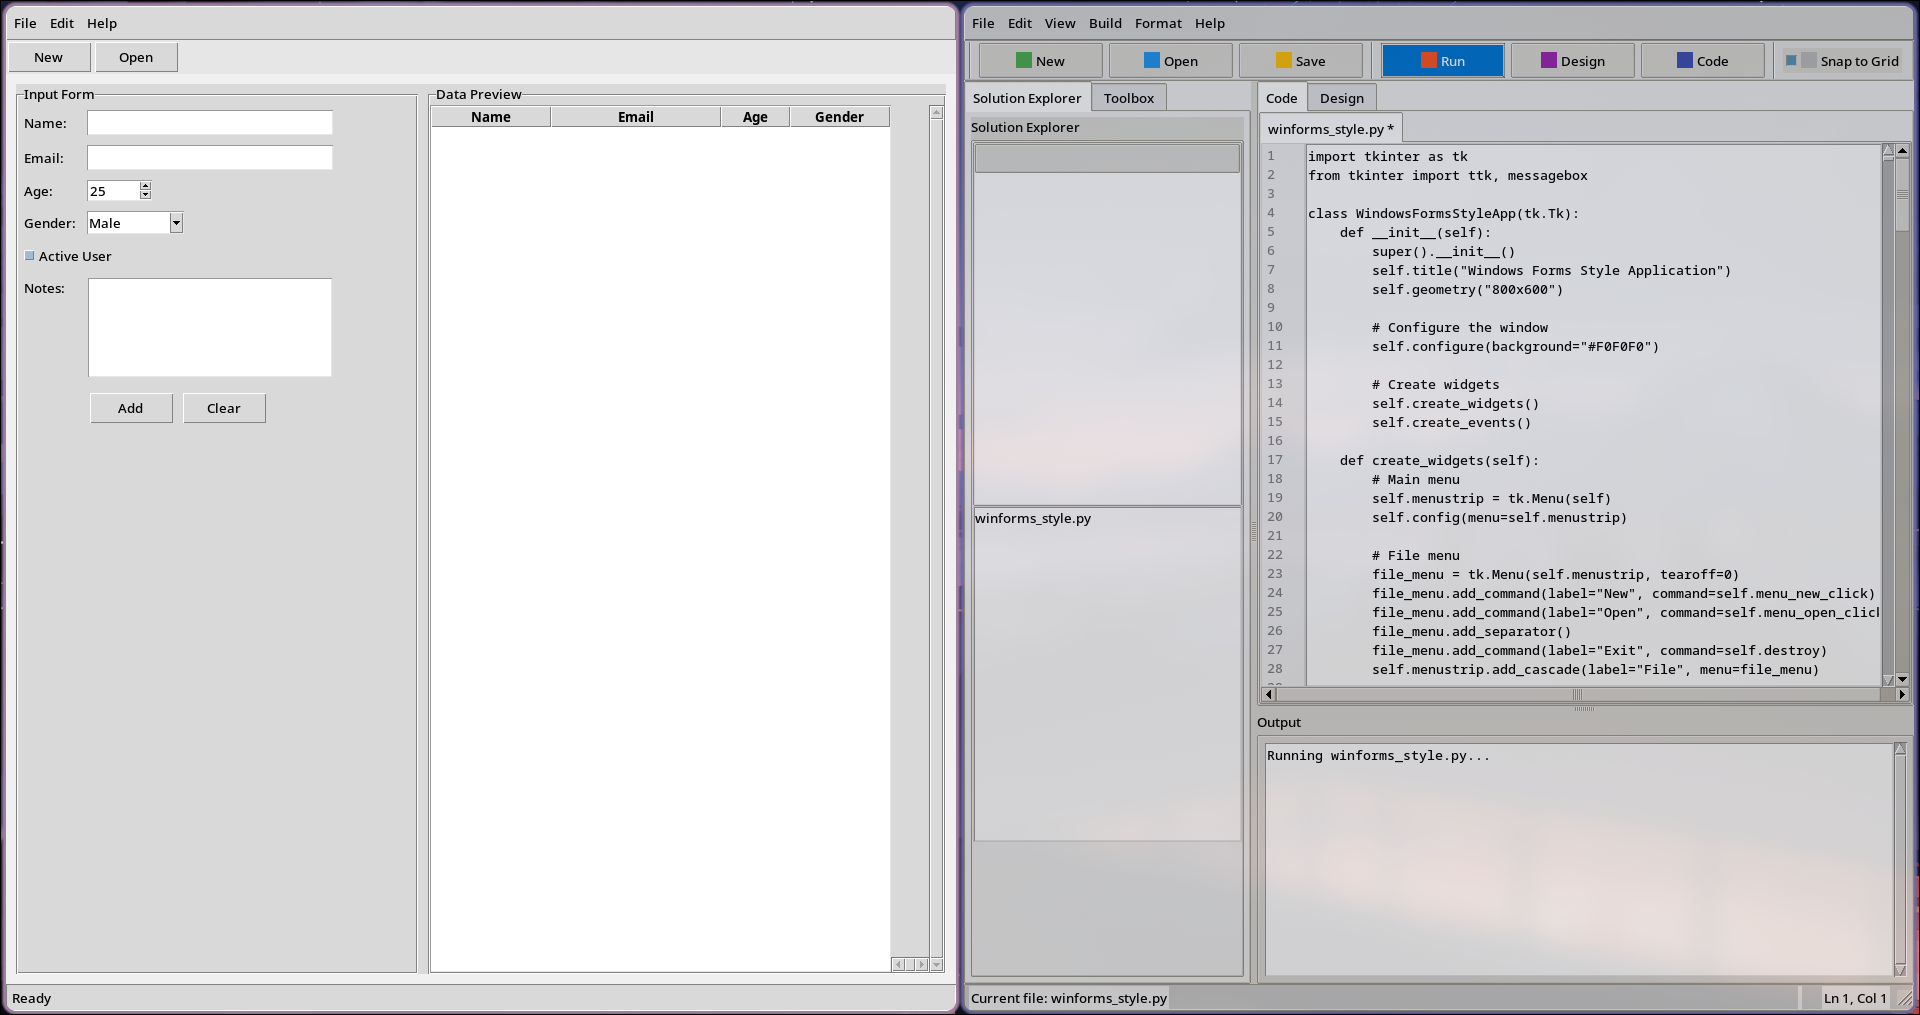 File Edit Help
New Open
Input Form
Name:
Email:
Age: 25
Gender: Male
Active User
Notes:
Add Clear
Data Preview
Name Email Age Gender
Ready
File Edit View Build Format Help
New Open Save Run Design Code Snap to Grid
Solution Explorer Toolbox
Solution Explorer
winforms_style.py
Code Design
winforms_style.py *
1 import tkinter as tk
2 from tkinter import ttk, messagebox
3
4 class WindowsFormsStyleApp(tk.Tk):
5     def __init__(self):
6         super().__init__()
7         self.title("Windows Forms Style Application")
8         self.geometry("800x600")
9
10         # Configure the window
11         self.configure(background="#F0F0F0")
12
13         # Create widgets
14         self.create_widgets()
15         self.create_events()
16
17     def create_widgets(self):
18         # Main menu
19         self.menustrip = tk.Menu(self)
20         self.config(menu=self.menustrip)
21
22         # File menu
23         file_menu = tk.Menu(self.menustrip, tearoff=0)
24         file_menu.add_command(label="New", command=self.menu_new_click)
25         file_menu.add_command(label="Open", command=self.menu_open_click
26         file_menu.add_separator()
27         file_menu.add_command(label="Exit", command=self.destroy)
28         self.menustrip.add_cascade(label="File", menu=file_menu)
Output
Running winforms_style.py...
Current file: winforms_style.py
Ln 1, Col 1